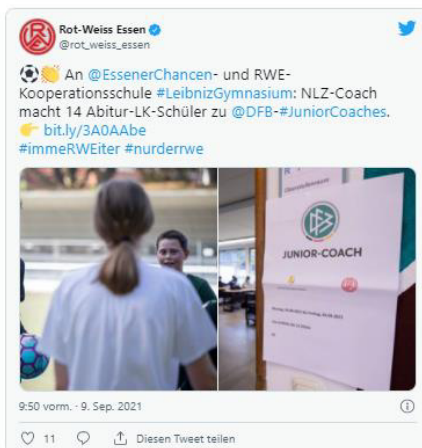 Rot-Weiss Essen
@rot_weiss_essen
⚽👏 An @EssenerChancen- und RWE-
Kooperationsschule #LeibnizGymnasium: NLZ-Coach
macht 14 Abitur-LK-Schüler zu @DFB-#JuniorCoaches.
👉 bit.ly/3A0AAbe
#immeRWEiter #nurderrwe
JUNIOR-COACH
9:50 vorm. · 9. Sep. 2021
11
Diesen Tweet teilen